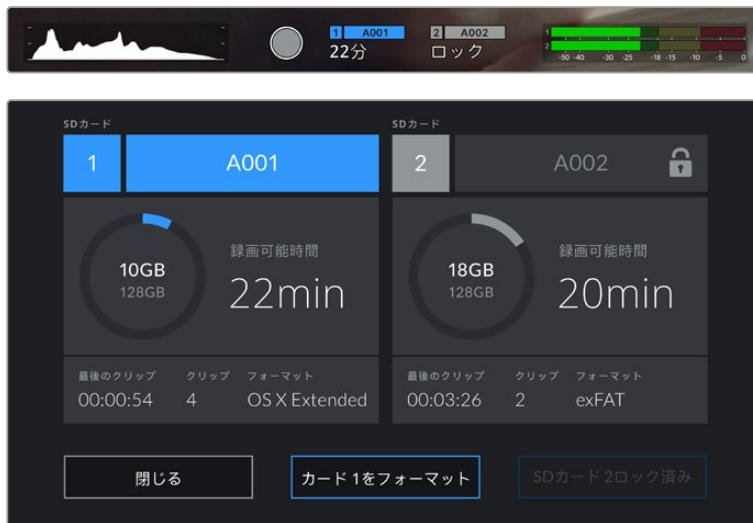 1 A001 2 A002
22分 ロック
1
2
-50 -40 -30 -25 -18 -15 -10 -5 0
SDカード SDカード
1 A001 2 A002
10GB 128GB 録画可能時間 22min
18GB 128GB 録画可能時間 20min
最後のクリップ クリップ フォーマット 最後のクリップ クリップ フォーマット
00:00:54 4 OS X Extended 00:03:26 2 exFAT
閉じる カード 1をフォーマット SDカード 2ロック済み